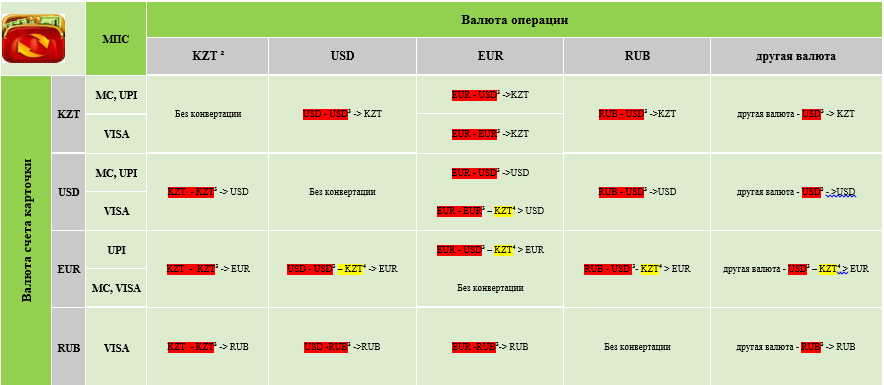 МПС
Валюта операции
KZT ²
USD
EUR
RUB
другая валюта
Валюта счета карточки
KZT
MC, UPI
VISA
Без конвертации
USD - USD³ -> KZT
EUR - USD³ ->KZT
EUR - EUR³ ->KZT
RUB - USD³ ->KZT
другая валюта - USD³ -> KZT
USD
MC, UPI
VISA
KZT - KZT³ -> USD
Без конвертации
EUR - USD³ ->USD
EUR - EUR³ – KZT⁴ > USD
RUB - USD³ ->USD
другая валюта - USD³ - >USD
EUR
UPI
MC, VISA
KZT - KZT³ -> EUR
USD - USD³ – KZT⁴ -> EUR
EUR - USD³ – KZT⁴ > EUR
Без конвертации
RUB - USD³ - KZT⁴ > EUR
другая валюта - USD³ – KZT⁴ > EUR
RUB
VISA
KZT - KZT³ -> RUB
USD -RUB³ ->RUB
EUR -RUB³ -> RUB
Без конвертации
другая валюта - RUB³ -> RUB